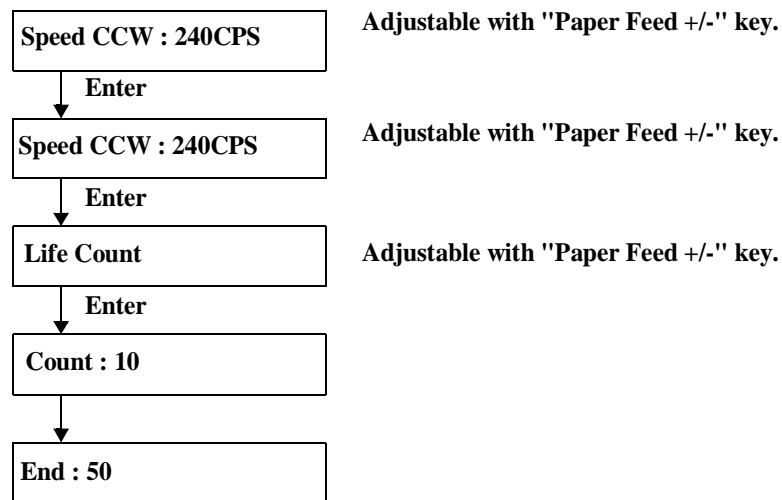 Speed CCW : 240CPS
Adjustable with "Paper Feed +/-" key.
Enter
Speed CCW : 240CPS
Adjustable with "Paper Feed +/-" key.
Enter
Life Count
Adjustable with "Paper Feed +/-" key.
Enter
Count : 10
End : 50